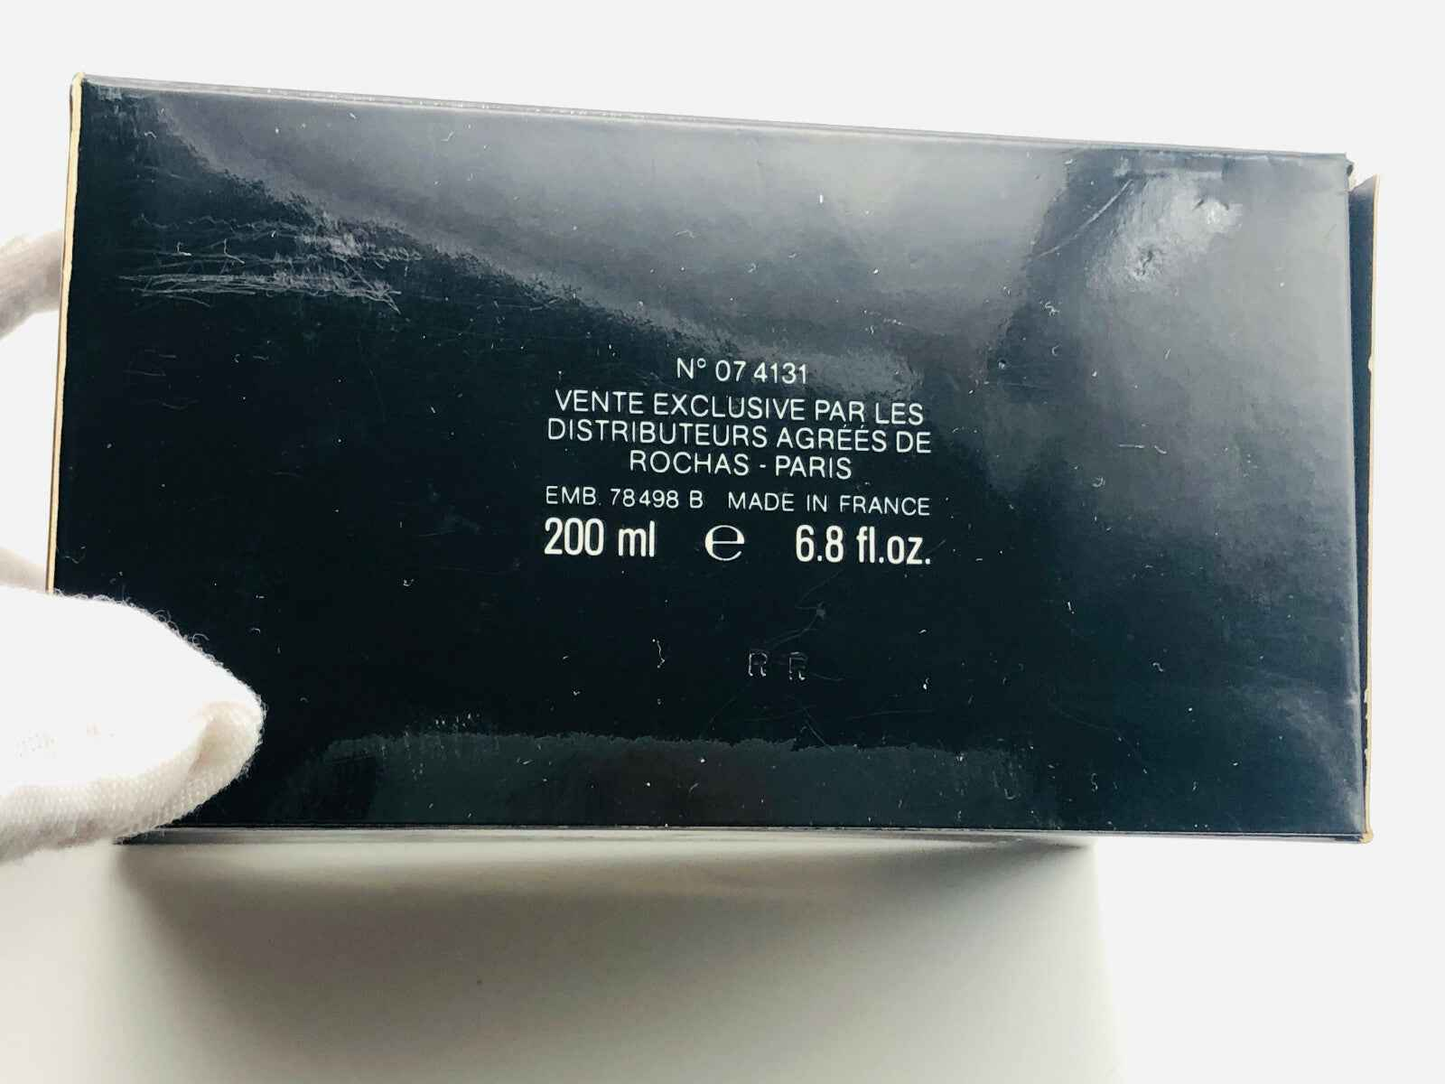 N° 07 4131
VENTE EXCLUSIVE PAR LES
DISTRIBUTEURS AGRÉÉS DE
ROCHAS - PARIS
EMB. 78498 B MADE IN FRANCE
200 ml e 6.8 fl.oz.
R R